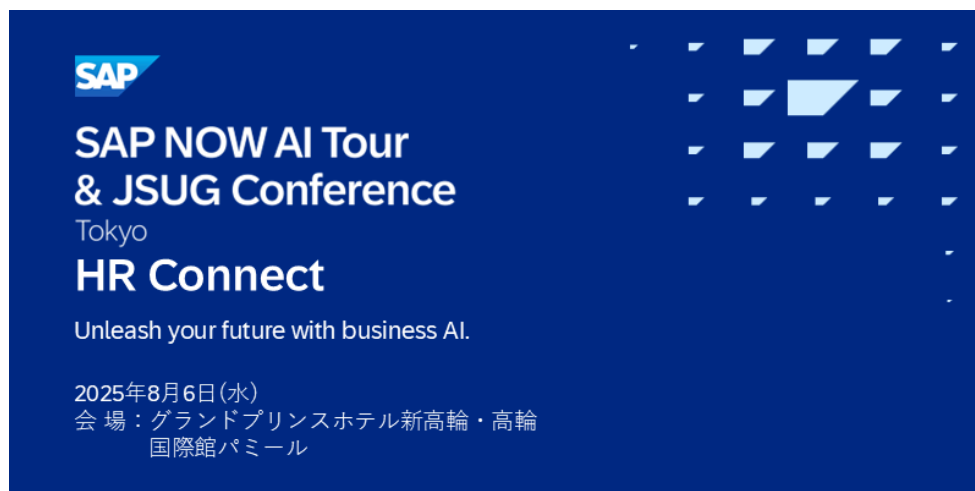 SAP
SAP NOW AI Tour
& JSUG Conference
Tokyo
HR Connect
Unleash your future with business AI.
2025年8月6日(水)
会 場：グランドプリンスホテル新高輪・高輪
国際館パミール